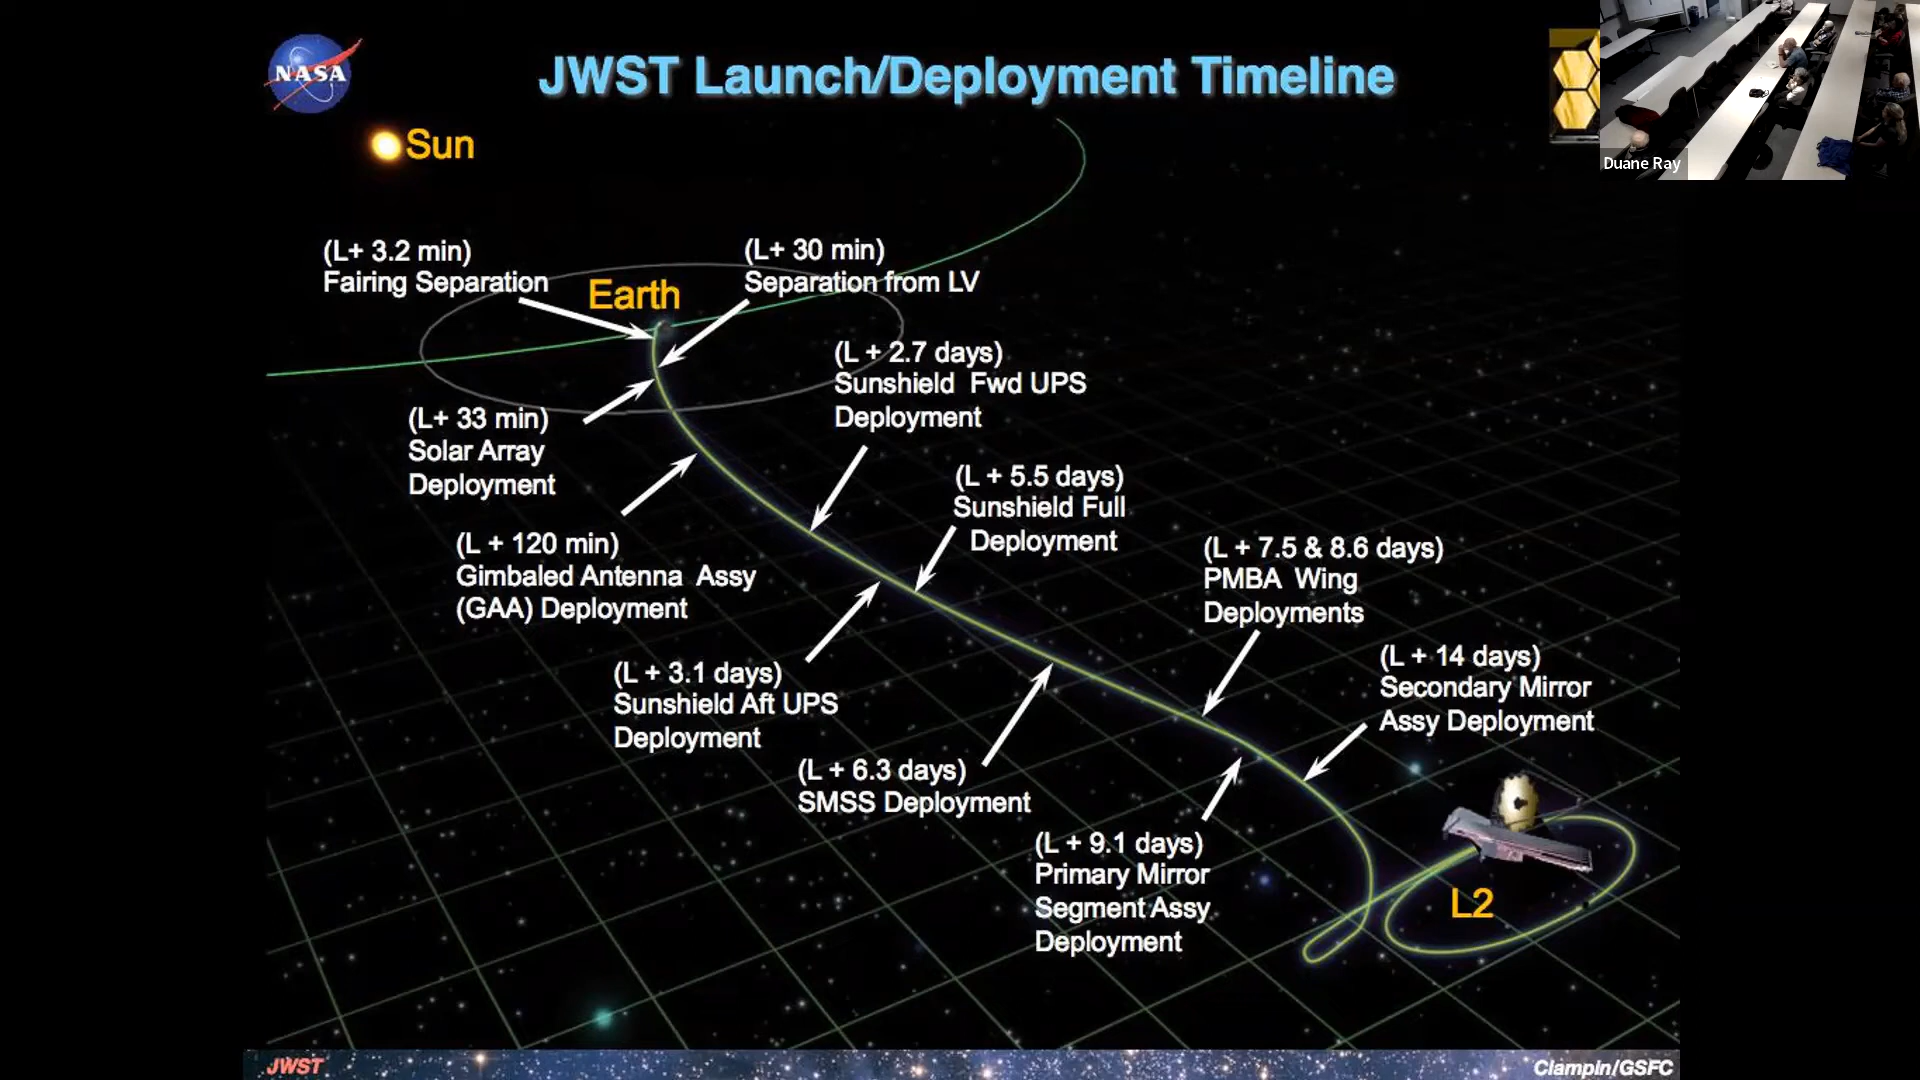 NASA
JWST Launch/Deployment Timeline
Duane Ray
Sun
(L+ 3.2 min)
Fairing Separation
Earth
(L+ 30 min)
Separation from LV
(L + 2.7 days)
Sunshield Fwd UPS
Deployment
(L+ 33 min)
Solar Array
Deployment
(L + 5.5 days)
Sunshield Full
Deployment
(L + 120 min)
Gimbaled Antenna Assy
(GAA) Deployment
(L + 7.5 & 8.6 days)
PMBA Wing
Deployments
(L + 3.1 days)
Sunshield Aft UPS
Deployment
(L + 14 days)
Secondary Mirror
Assy Deployment
(L + 6.3 days)
SMSS Deployment
(L + 9.1 days)
Primary Mirror
Segment Assy
Deployment
L2
JWST
Clampin/GSFC